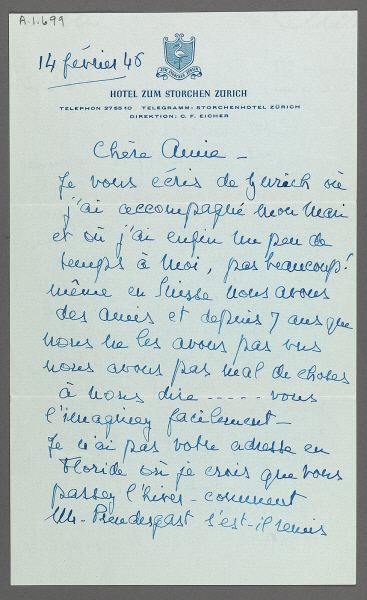 A.1.699
14 février 46
ZUM STORCHEN ZÜRICH
HOTEL ZUM STORCHEN ZÜRICH
TELEPHON 27 55 10 TELEGRAMM: STORCHENHOTEL ZÜRICH
DIREKTION: C. F. EICHER
Chère Annie -
Je vous écris de Zurich où
j'ai accompagné mon mari
et où j'ai enfin un peu de
temps à moi, pas beaucoup!
même en Suisse nous avons
des amis et depuis 7 ans que
nous ne les avons pas vus
nous avons pas mal de choses
à nous dire ----- vous
l'imaginez facilement -
Je n'ai pas votre adresse en
Floride où je crois que vous
passez l'hiver - comment
Mr. Prendergast s'est-il remis